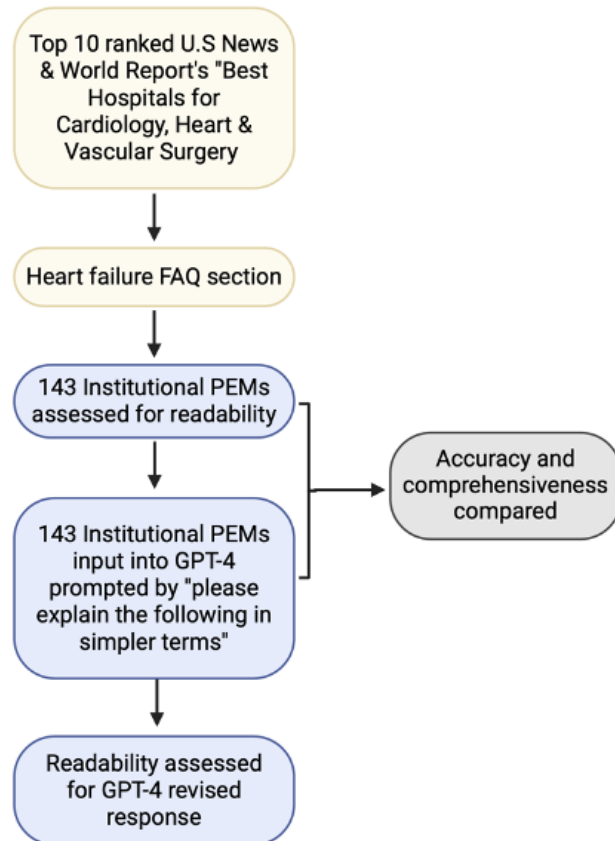 Top 10 ranked U.S News
& World Report's "Best
Hospitals for
Cardiology, Heart &
Vascular Surgery
Heart failure FAQ section
143 Institutional PEMs
assessed for readability
Accuracy and
comprehensiveness
compared
143 Institutional PEMs
input into GPT-4
prompted by "please
explain the following in
simpler terms"
Readability assessed
for GPT-4 revised
response